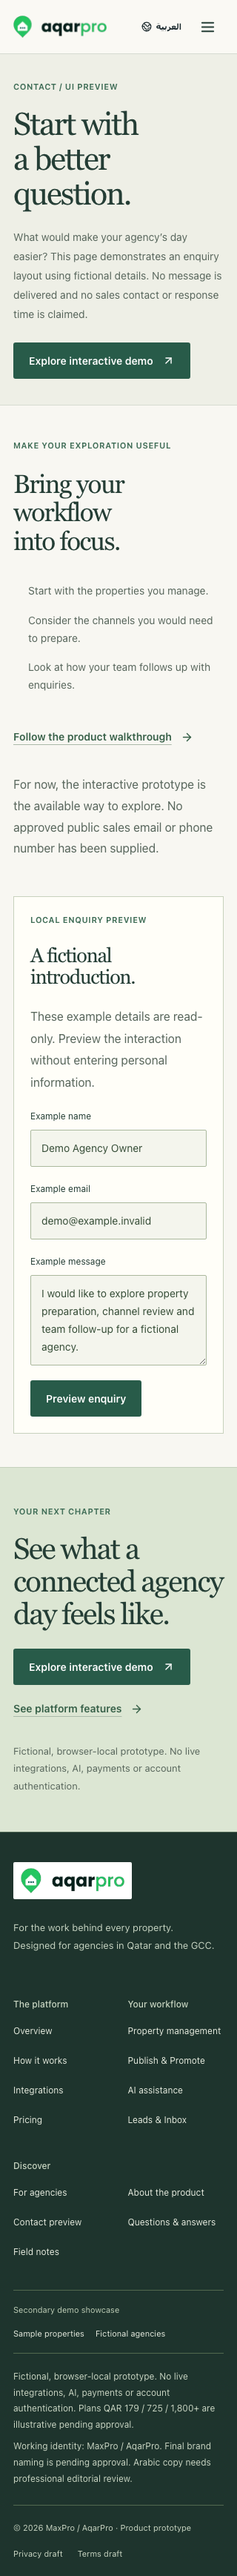 aqarpro
العربية
CONTACT / UI PREVIEW
Start with
a better
question.
What would make your agency's day
easier? This page demonstrates an enquiry
layout using fictional details. No message is
delivered and no sales contact or response
time is claimed.
Explore interactive demo
MAKE YOUR EXPLORATION USEFUL
Bring your
workflow
into focus.
Start with the properties you manage.
Consider the channels you would need
to prepare.
Look at how your team follows up with
enquiries.
Follow the product walkthrough
For now, the interactive prototype is
the available way to explore. No
approved public sales email or phone
number has been supplied.
LOCAL ENQUIRY PREVIEW
A fictional
introduction.
These example details are read-
only. Preview the interaction
without entering personal
information.
Example name
Demo Agency Owner
Example email
demo@example.invalid
Example message
I would like to explore property
preparation, channel review and
team follow-up for a fictional
agency.
Preview enquiry
YOUR NEXT CHAPTER
See what a
connected agency
day feels like.
Explore interactive demo
See platform features
Fictional, browser-local prototype. No live
integrations, AI, payments or account
authentication.
aqarpro
For the work behind every property.
Designed for agencies in Qatar and the GCC.
The platform
Overview
How it works
Integrations
Pricing
Your workflow
Property management
Publish & Promote
AI assistance
Leads & Inbox
Discover
For agencies
About the product
Contact preview
Questions & answers
Field notes
Secondary demo showcase
Sample properties Fictional agencies
Fictional, browser-local prototype. No live
integrations, AI, payments or account
authentication. Plans QAR 179 / 725 / 1,800+ are
illustrative pending approval.
Working identity: MaxPro / AqarPro. Final brand
naming is pending approval. Arabic copy needs
professional editorial review.
© 2026 MaxPro / AqarPro · Product prototype
Privacy draft Terms draft